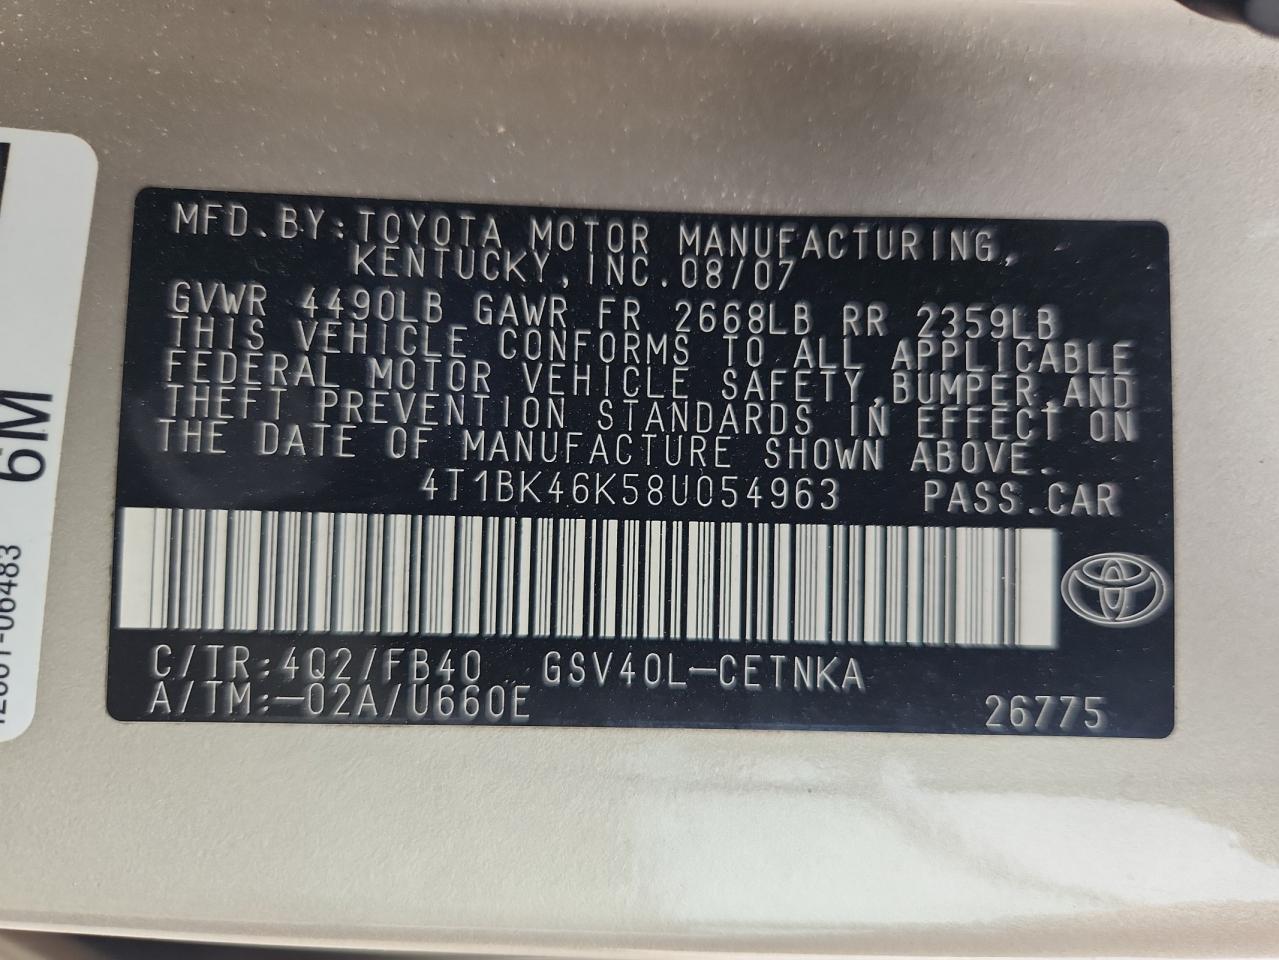 MFD.BY:TOYOTA MOTOR MANUFACTURING,
KENTUCKY,INC.08/07
GVWR 4490LB GAWR FR 2668LB RR 2359LB
THIS VEHICLE CONFORMS TO ALL APPLICABLE
FEDERAL MOTOR VEHICLE SAFETY,BUMPER,AND
THEFT PREVENTION STANDARDS IN EFFECT ON
THE DATE OF MANUFACTURE SHOWN ABOVE.
4T1BK46K58U054963 PASS.CAR
C/TR:4Q2/FB40 GSV40L-CETNKA
A/TM:-02A/U660E
26775
6M